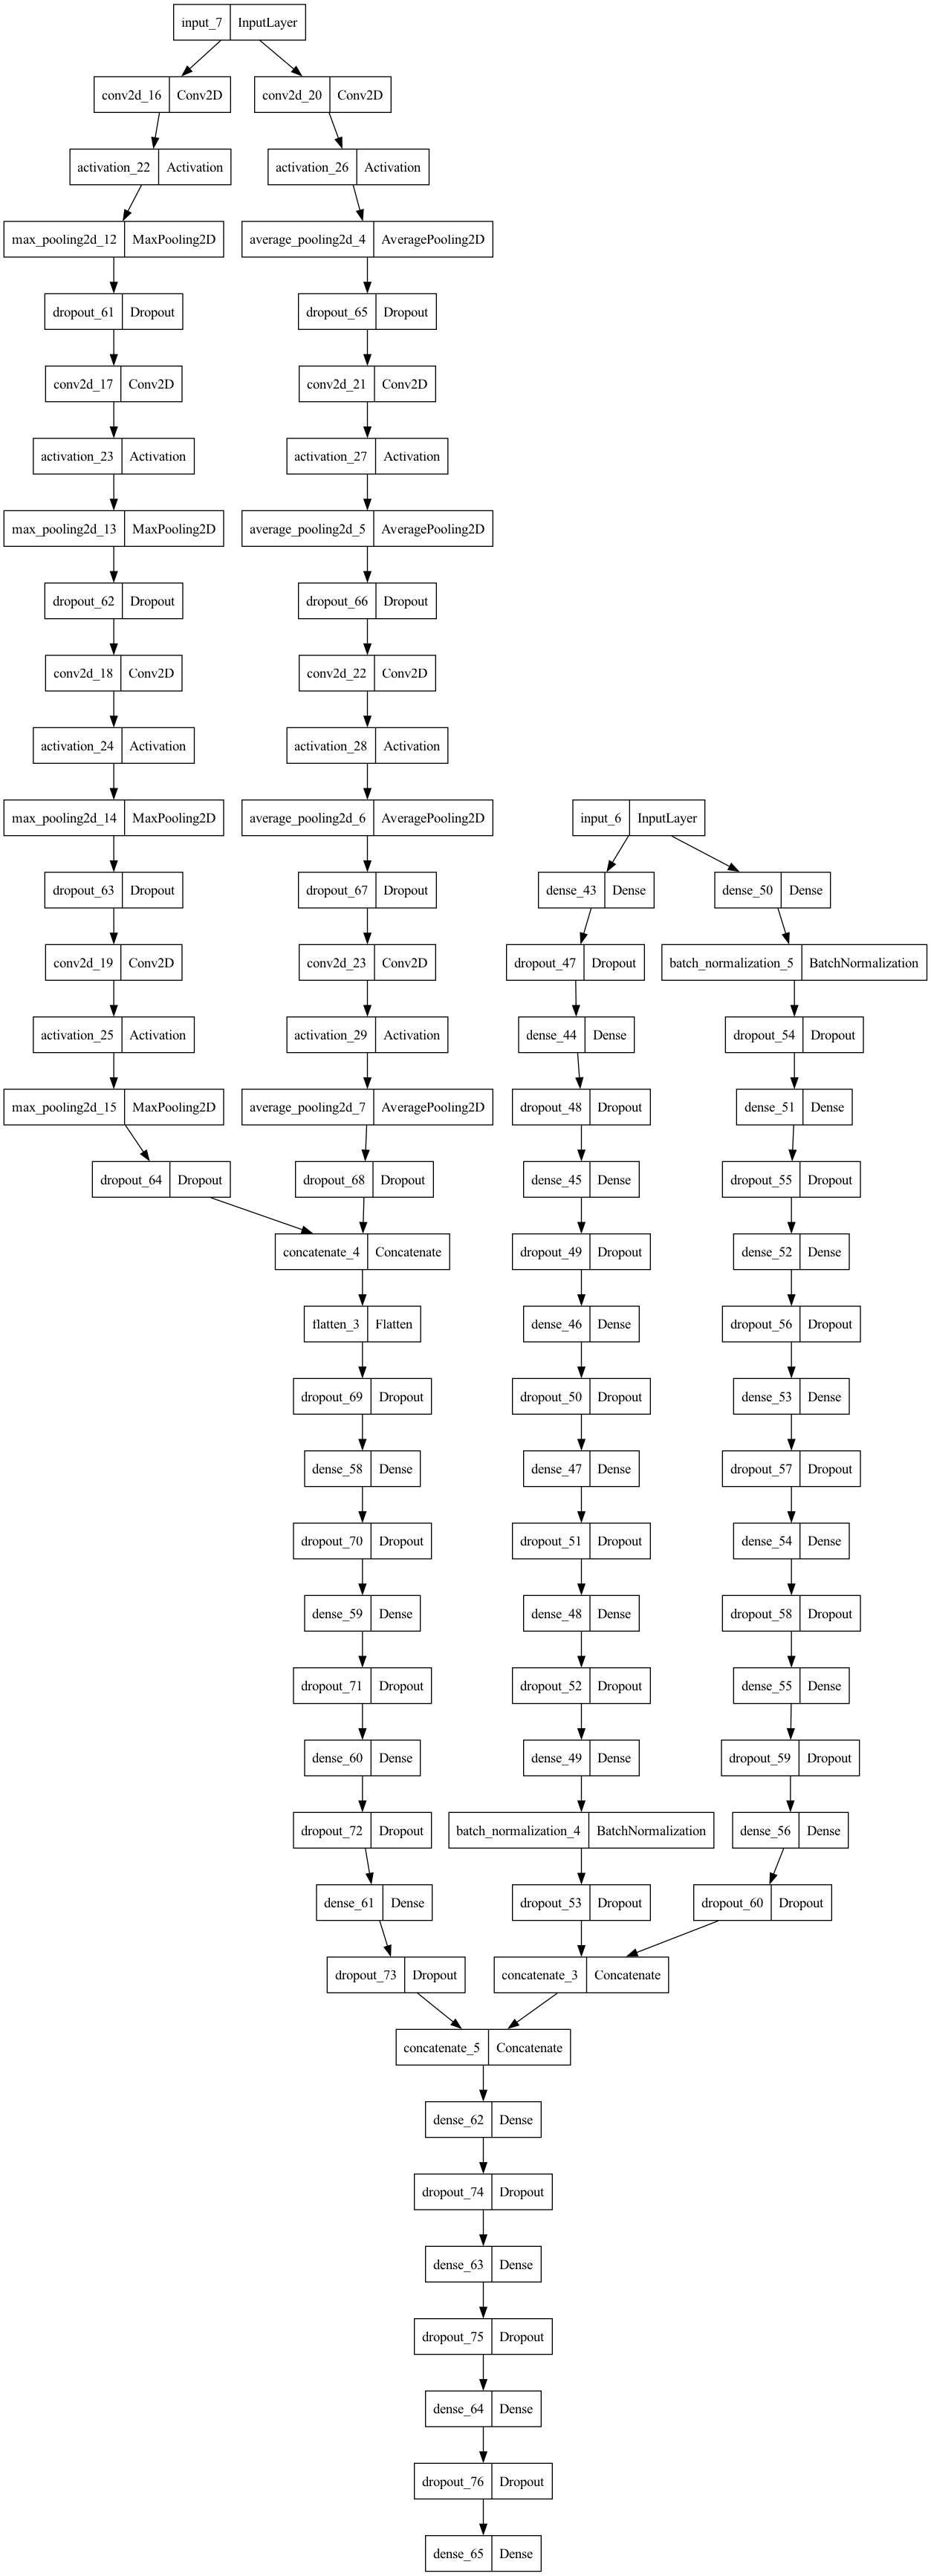 input_7 InputLayer
conv2d_16 Conv2D conv2d_20 Conv2D
activation_22 Activation activation_26 Activation
max_pooling2d_12 MaxPooling2D average_pooling2d_4 AveragePooling2D
dropout_61 Dropout dropout_65 Dropout
conv2d_17 Conv2D conv2d_21 Conv2D
activation_23 Activation activation_27 Activation
max_pooling2d_13 MaxPooling2D average_pooling2d_5 AveragePooling2D
dropout_62 Dropout dropout_66 Dropout
conv2d_18 Conv2D conv2d_22 Conv2D
activation_24 Activation activation_28 Activation
max_pooling2d_14 MaxPooling2D average_pooling2d_6 AveragePooling2D input_6 InputLayer
dropout_63 Dropout dropout_67 Dropout dense_43 Dense dense_50 Dense
conv2d_19 Conv2D conv2d_23 Conv2D dropout_47 Dropout batch_normalization_5 BatchNormalization
activation_25 Activation activation_29 Activation dense_44 Dense dropout_54 Dropout
max_pooling2d_15 MaxPooling2D average_pooling2d_7 AveragePooling2D dropout_48 Dropout dense_51 Dense
dropout_64 Dropout dropout_68 Dropout dense_45 Dense dropout_55 Dropout
concatenate_4 Concatenate dropout_49 Dropout dense_52 Dense
flatten_3 Flatten dense_46 Dense dropout_56 Dropout
dropout_69 Dropout dropout_50 Dropout dense_53 Dense
dense_58 Dense dense_47 Dense dropout_57 Dropout
dropout_70 Dropout dropout_51 Dropout dense_54 Dense
dense_59 Dense dense_48 Dense dropout_58 Dropout
dropout_71 Dropout dropout_52 Dropout dense_55 Dense
dense_60 Dense dense_49 Dense dropout_59 Dropout
dropout_72 Dropout batch_normalization_4 BatchNormalization dense_56 Dense
dense_61 Dense dropout_53 Dropout dropout_60 Dropout
dropout_73 Dropout concatenate_3 Concatenate
concatenate_5 Concatenate
dense_62 Dense
dropout_74 Dropout
dense_63 Dense
dropout_75 Dropout
dense_64 Dense
dropout_76 Dropout
dense_65 Dense